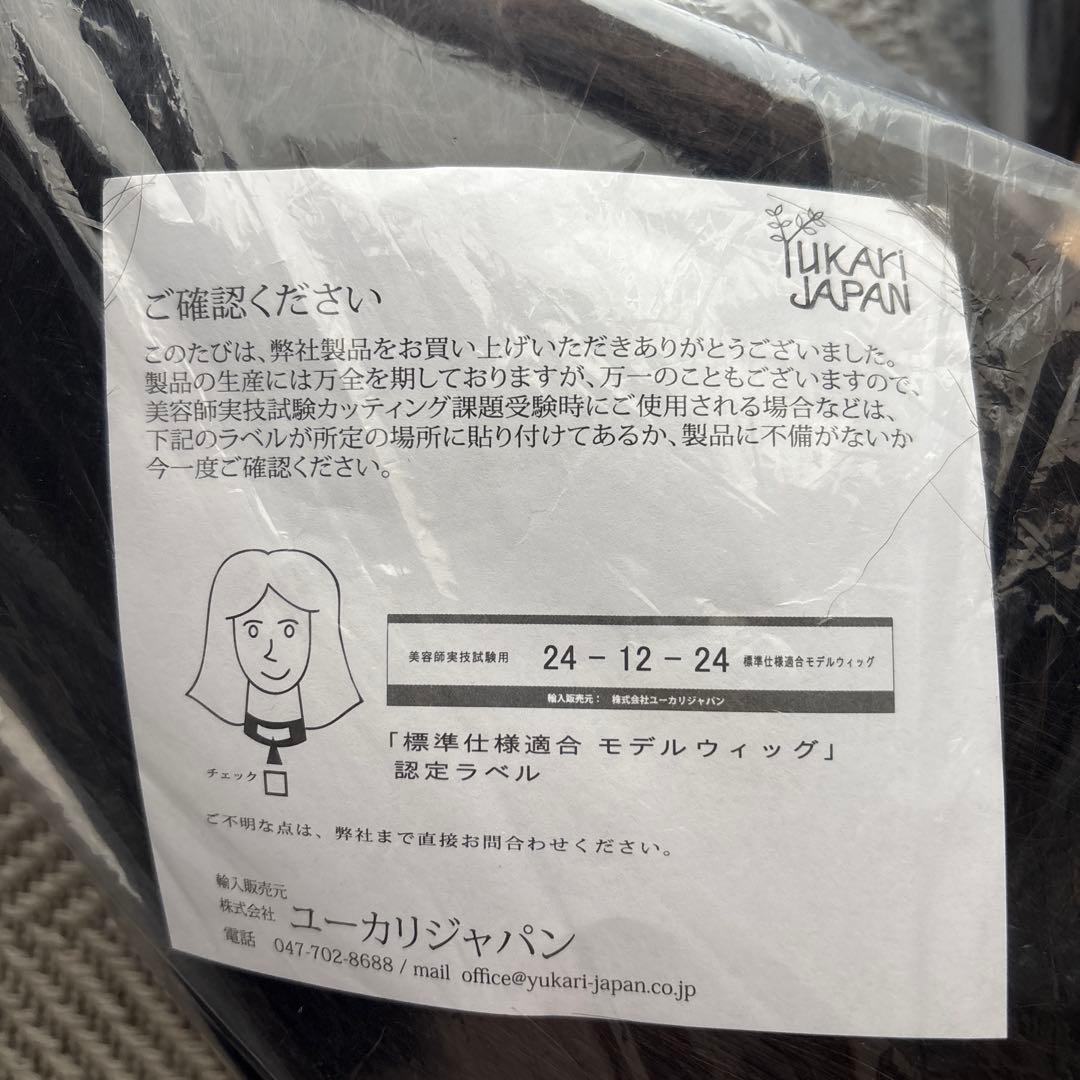 YUKARi
JAPAN
ご確認ください
このたびは、弊社製品をお買い上げいただきありがとうございました。
製品の生産には万全を期しておりますが、万一のこともございますので、
美容師実技試験カッティング課題受験時にご使用される場合などは、
下記のラベルが所定の場所に貼り付けてあるか、製品に不備がないか
今一度ご確認ください。
美容師実技試験用 24-12-24 標準仕様適合モデルウィッグ
輸入販売元: 株式会社ユーカリジャパン
「標準仕様適合 モデルウィッグ」
認定ラベル
チェック
ご不明な点は、弊社まで直接お問合わせください。
輸入販売元
株式会社 ユーカリジャパン
電話 047-702-8688 / mail office@yukari-japan.co.jp